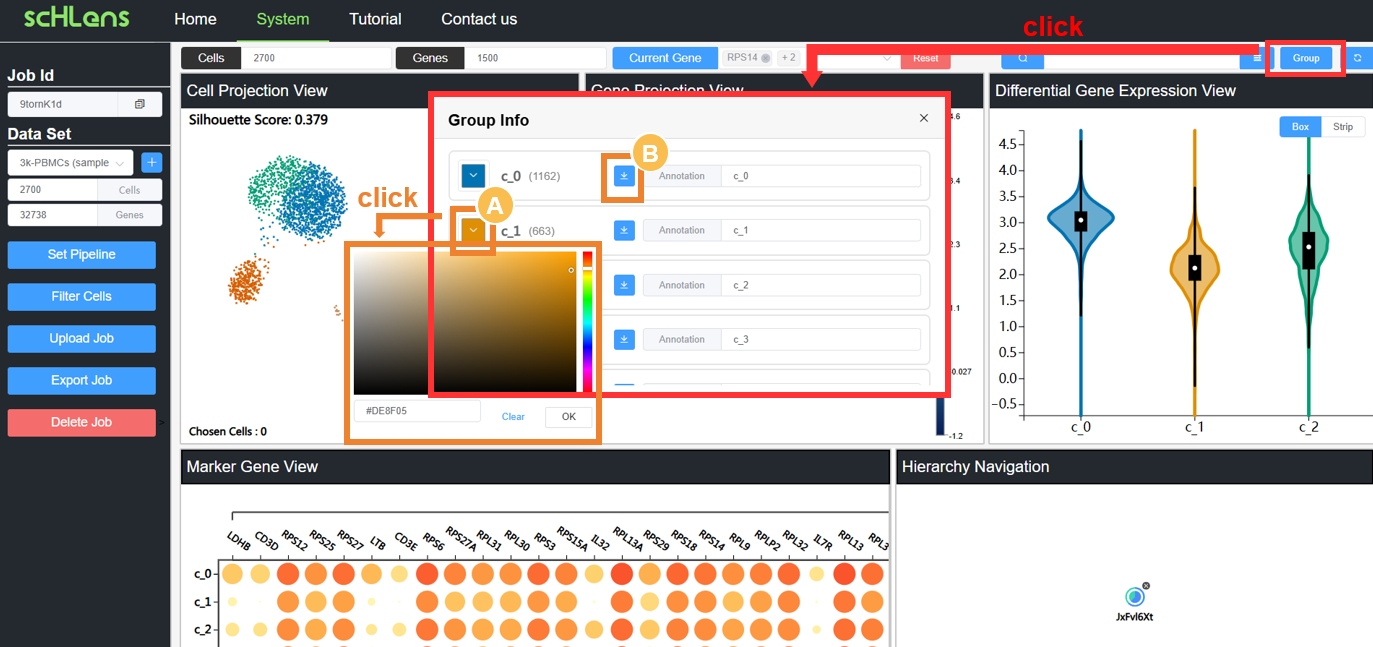 scHLens
Home System Tutorial Contact us
click
Job Id
9tornK1d
Data Set
3k-PBMCs (sample
+
2700 Cells
32738 Genes
Set Pipeline
Filter Cells
Upload Job
Export Job
Delete Job
>
Cells 2700 Genes 1500 Current Gene RPS14 + 2 Reset Group
Cell Projection View
Silhouette Score: 0.379
Chosen Cells : 0
click
Gene Projection View
4.6
3.4
2.3
1.1
-0.027
-1.2
Group Info
A
B
c_0 (1162) Annotation c_0
c_1 (663) Annotation c_1
Annotation c_2
Annotation c_3
#DE8F05 Clear OK
Differential Gene Expression View
Box Strip
4.5
4.0
3.5
3.0
2.5
2.0
1.5
1.0
0.5
0.0
−0.5
c_0 c_1 c_2
Marker Gene View
LDHB CD3D RPS12 RPS25 RPS27 LTB CD3E RPS6 RPS27A RPL31 RPL30 RPS3 RPS15A IL32 RPL13A RPS29 RPS18 RPS14 RPL9 RPLP2 RPL32 IL7R RPL13 RPL3
c_0
c_1
c_2
Hierarchy Navigation
JxFvl6Xt